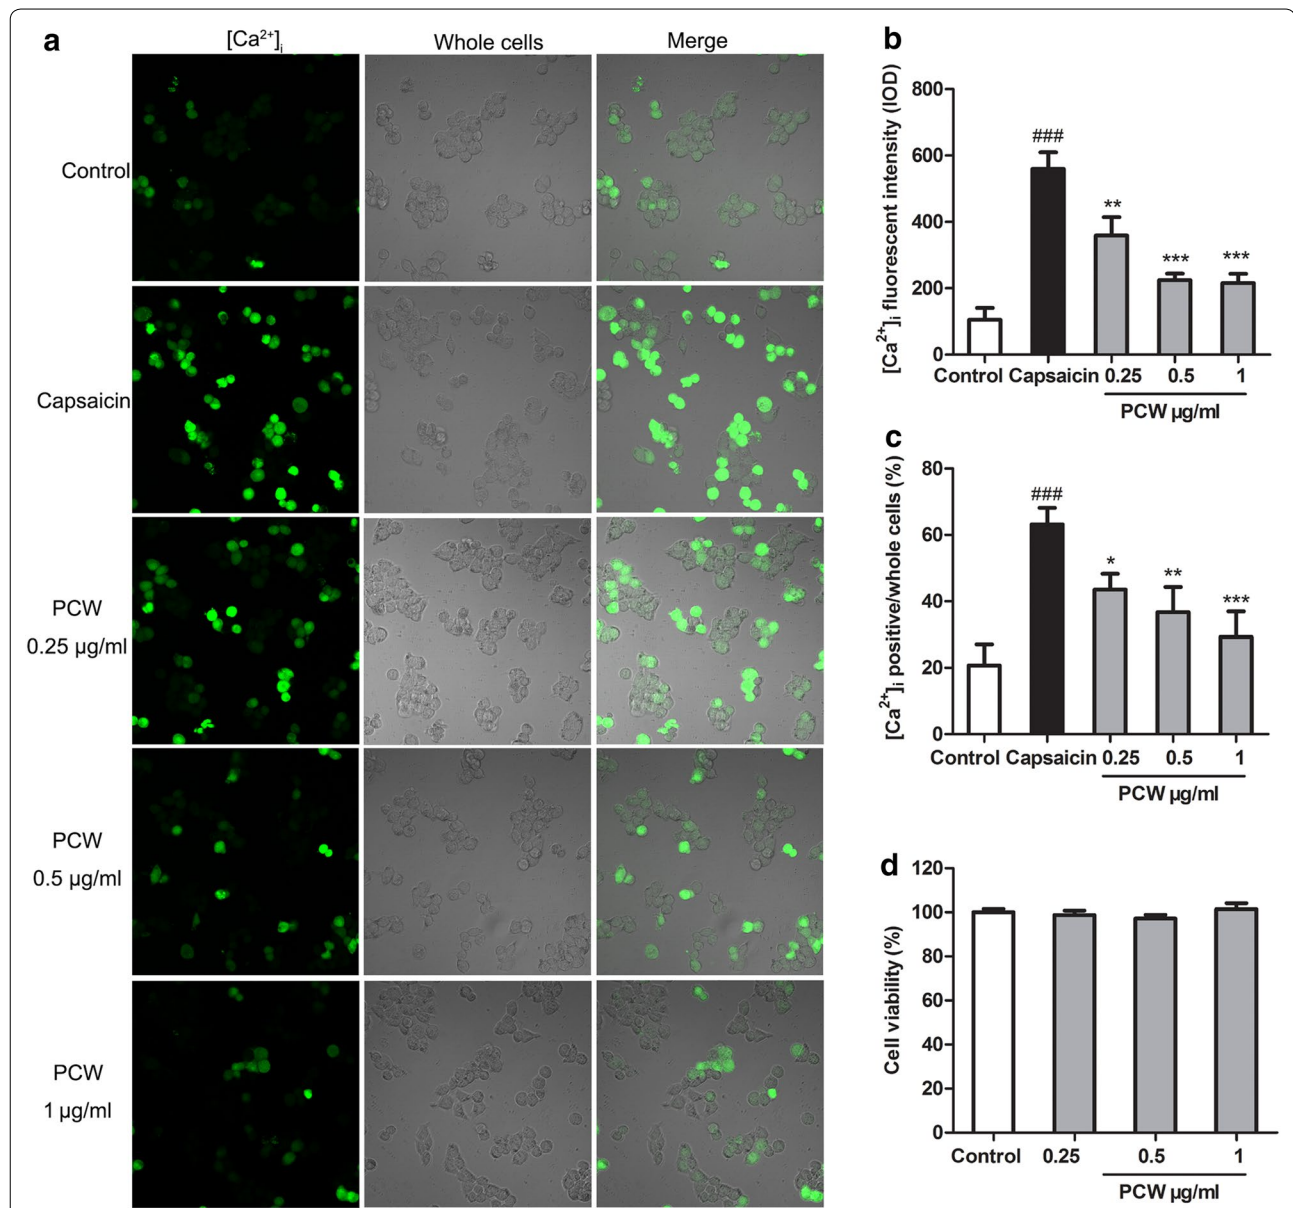 a
[Ca²⁺]ᵢ Whole cells Merge
Control
Capsaicin
PCW
0.25 µg/ml
PCW
0.5 µg/ml
PCW
1 µg/ml
b
[Ca²⁺]ᵢ fluorescent intensity (IOD)
800
600
400
200
0
###
**
***
***
Control Capsaicin 0.25 0.5 1
PCW µg/ml
c
[Ca²⁺]ᵢ positive/whole cells (%)
80
60
40
20
0
###
*
**
***
Control Capsaicin 0.25 0.5 1
PCW µg/ml
d
Cell viability (%)
120
100
80
60
40
20
0
Control 0.25 0.5 1
PCW µg/ml